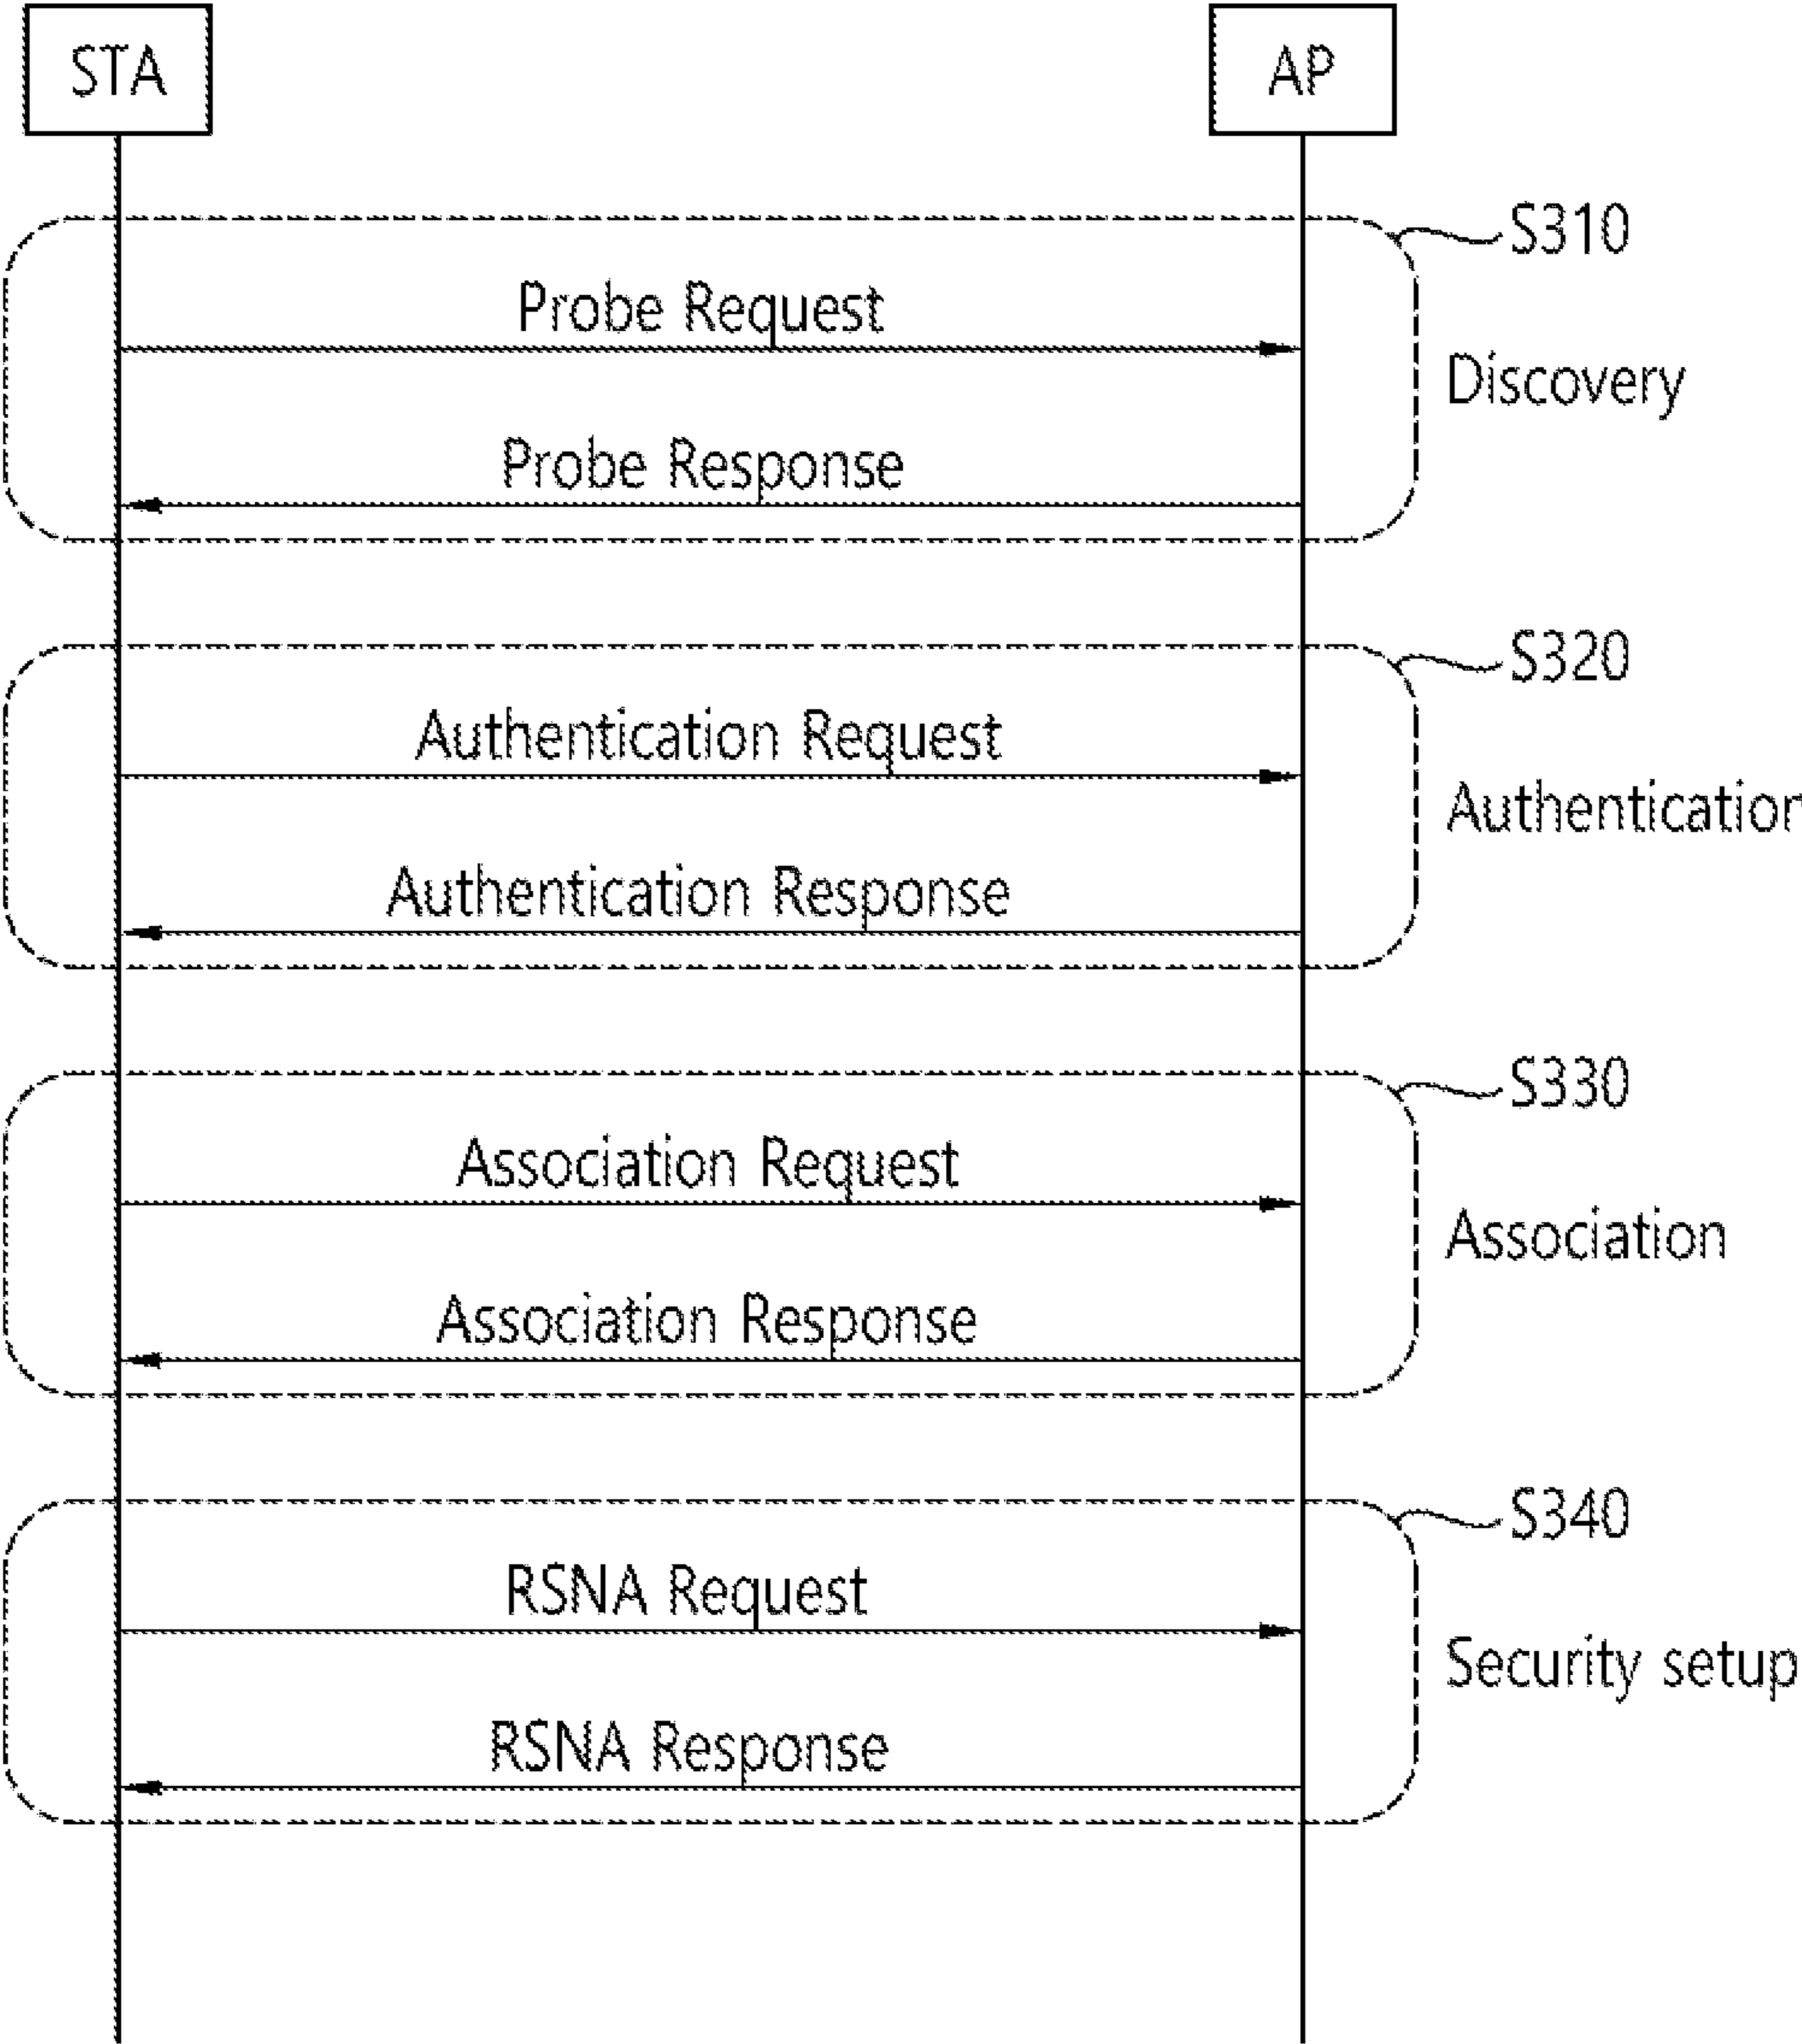 STA
AP
S310
Probe Request
Discovery
Probe Response
S320
Authentication Request
Authentication
Authentication Response
S330
Association Request
Association
Association Response
S340
RSNA Request
Security setup
RSNA Response